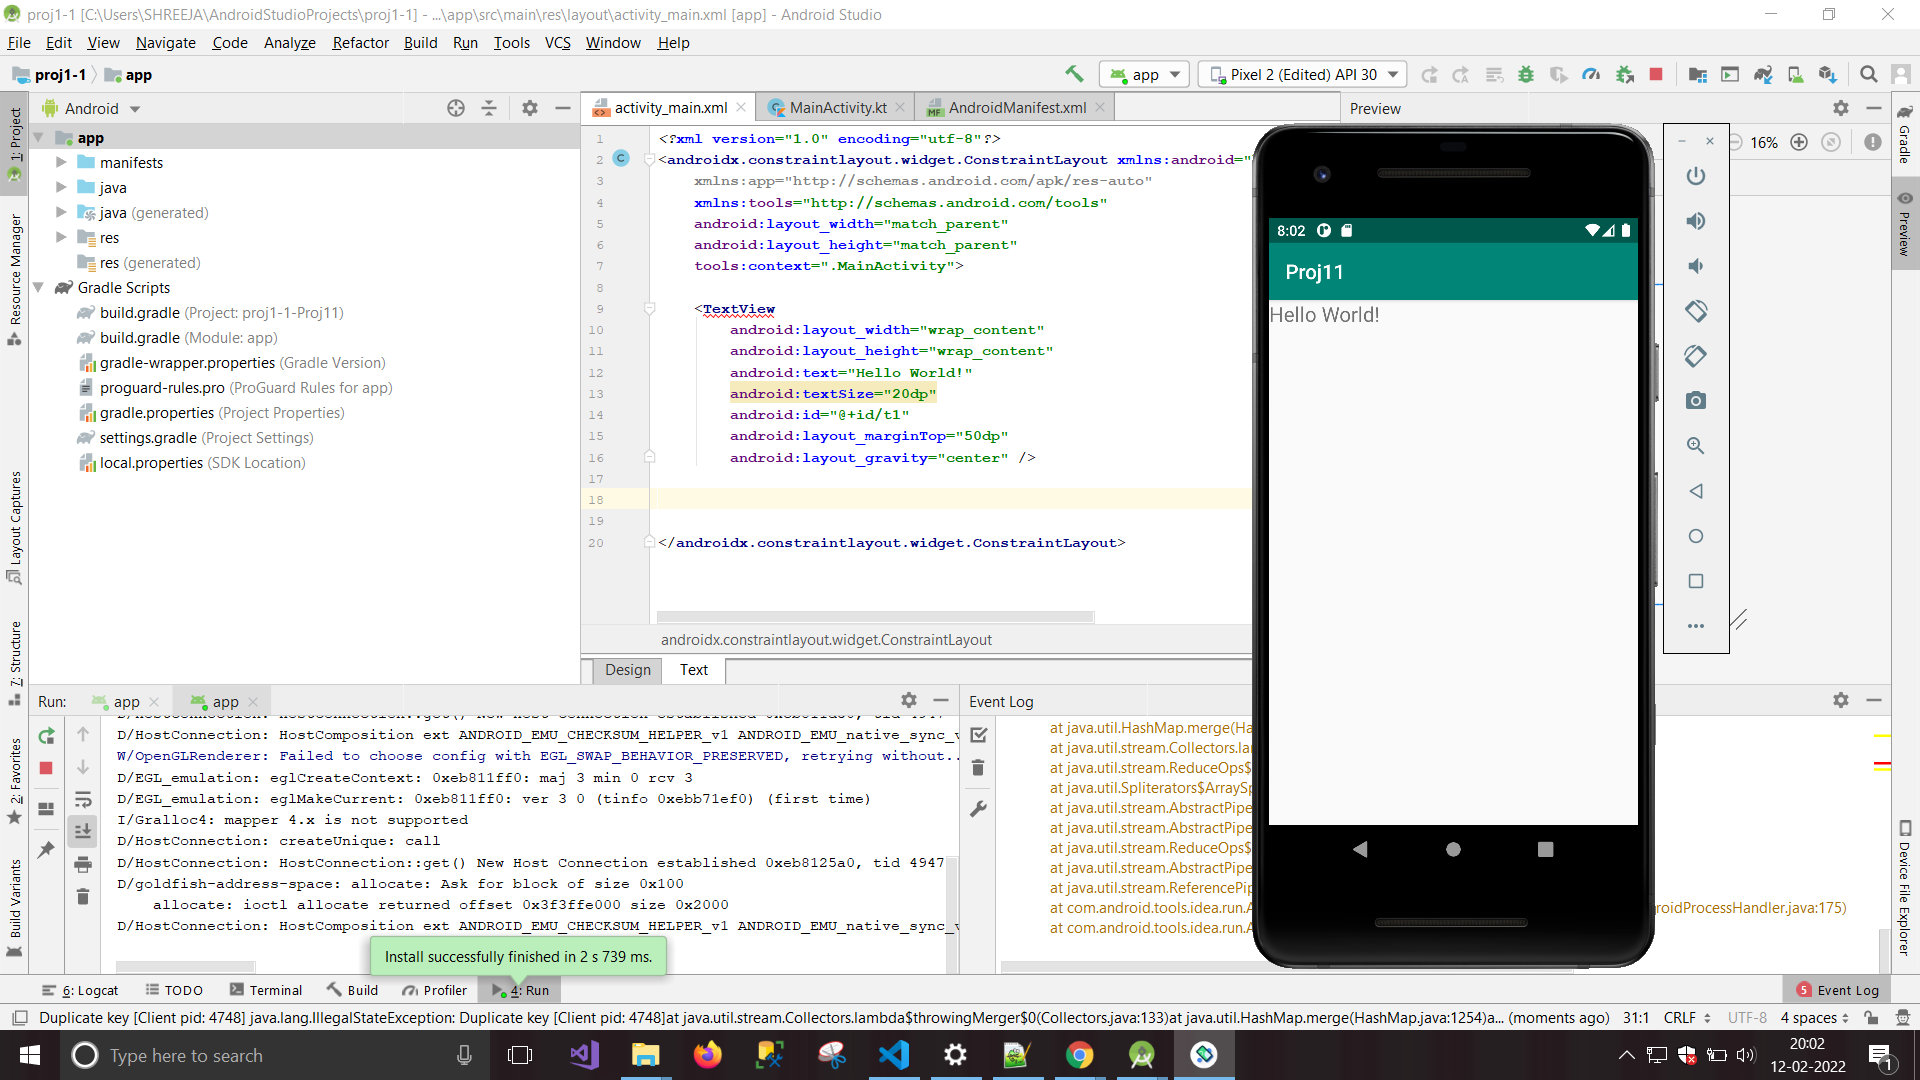 proj1-1 [C:\Users\SHREEJA\AndroidStudioProjects\proj1-1] - ...\app\src\main\res\layout\activity_main.xml [app] - Android Studio
File Edit View Navigate Code Analyze Refactor Build Run Tools VCS Window Help
proj1-1 app
app Pixel 2 (Edited) API 30
1: Project
Resource Manager
Layout Captures
7: Structure
2: Favorites
Build Variants
Android
app
manifests
java
java (generated)
res
res (generated)
Gradle Scripts
build.gradle (Project: proj1-1-Proj11)
build.gradle (Module: app)
gradle-wrapper.properties (Gradle Version)
proguard-rules.pro (ProGuard Rules for app)
gradle.properties (Project Properties)
settings.gradle (Project Settings)
local.properties (SDK Location)
activity_main.xml MainActivity.kt AndroidManifest.xml
1 <?xml version="1.0" encoding="utf-8"?>
2 C <androidx.constraintlayout.widget.ConstraintLayout xmlns:android="
3 xmlns:app="http://schemas.android.com/apk/res-auto"
4 xmlns:tools="http://schemas.android.com/tools"
5 android:layout_width="match_parent"
6 android:layout_height="match_parent"
7 tools:context=".MainActivity">
8
9 <TextView
10 android:layout_width="wrap_content"
11 android:layout_height="wrap_content"
12 android:text="Hello World!"
13 android:textSize="20dp"
14 android:id="@+id/t1"
15 android:layout_marginTop="50dp"
16 android:layout_gravity="center" />
17
18
19
20 </androidx.constraintlayout.widget.ConstraintLayout>
androidx.constraintlayout.widget.ConstraintLayout
Design Text
Preview
16%
8:02
Proj11
Hello World!
Gradle
Preview
Device File Explorer
Run: app app
D/HostConnection: HostComposition ext ANDROID_EMU_CHECKSUM_HELPER_v1 ANDROID_EMU_native_sync_v
W/OpenGLRenderer: Failed to choose config with EGL_SWAP_BEHAVIOR_PRESERVED, retrying without..
D/EGL_emulation: eglCreateContext: 0xeb811ff0: maj 3 min 0 rcv 3
D/EGL_emulation: eglMakeCurrent: 0xeb811ff0: ver 3 0 (tinfo 0xebb71ef0) (first time)
I/Gralloc4: mapper 4.x is not supported
D/HostConnection: createUnique: call
D/HostConnection: HostConnection::get() New Host Connection established 0xeb8125a0, tid 4947
D/goldfish-address-space: allocate: Ask for block of size 0x100
allocate: ioctl allocate returned offset 0x3f3ffe000 size 0x2000
D/HostConnection: HostComposition ext ANDROID_EMU_CHECKSUM_HELPER_v1 ANDROID_EMU_native_sync_v
Install successfully finished in 2 s 739 ms.
Event Log
at java.util.HashMap.merge(Ha
at java.util.stream.Collectors.lar
at java.util.stream.ReduceOps$
at java.util.Spliterators$ArraySp
at java.util.stream.AbstractPipe
at java.util.stream.AbstractPipe
at java.util.stream.ReduceOps$
at java.util.stream.AbstractPipe
at java.util.stream.ReferencePip
at com.android.tools.idea.run.A roidProcessHandler.java:175)
at com.android.tools.idea.run.A
6: Logcat TODO Terminal Build Profiler 4: Run 5 Event Log
Duplicate key [Client pid: 4748] java.lang.IllegalStateException: Duplicate key [Client pid: 4748]at java.util.stream.Collectors.lambda$throwingMerger$0(Collectors.java:133)at java.util.HashMap.merge(HashMap.java:1254)a... (moments ago) 31:1 CRLF UTF-8 4 spaces
Type here to search
20:02
12-02-2022
1